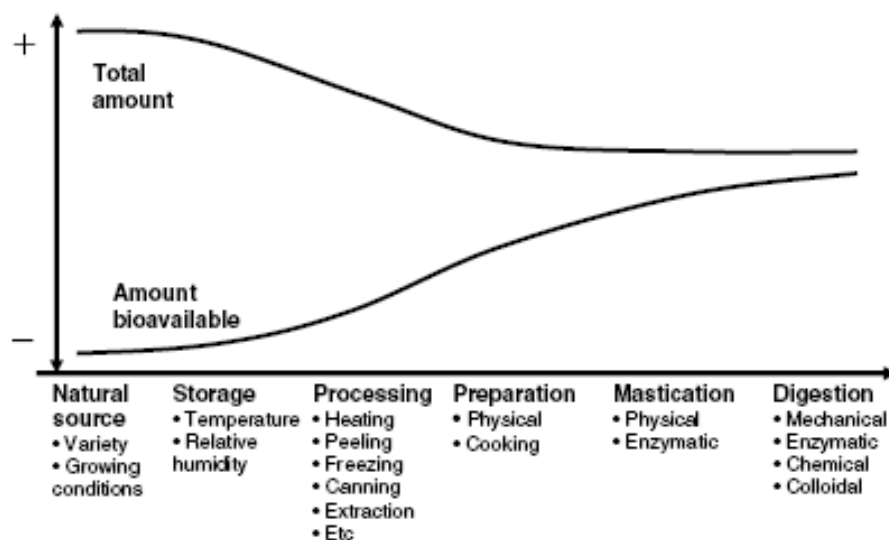 +
Total
amount
Amount
bioavailable
−
Natural
source
• Variety
• Growing
conditions
Storage
• Temperature
• Relative
humidity
Processing
• Heating
• Peeling
• Freezing
• Canning
• Extraction
• Etc
Preparation
• Physical
• Cooking
Mastication
• Physical
• Enzymatic
Digestion
• Mechanical
• Enzymatic
• Chemical
• Colloidal